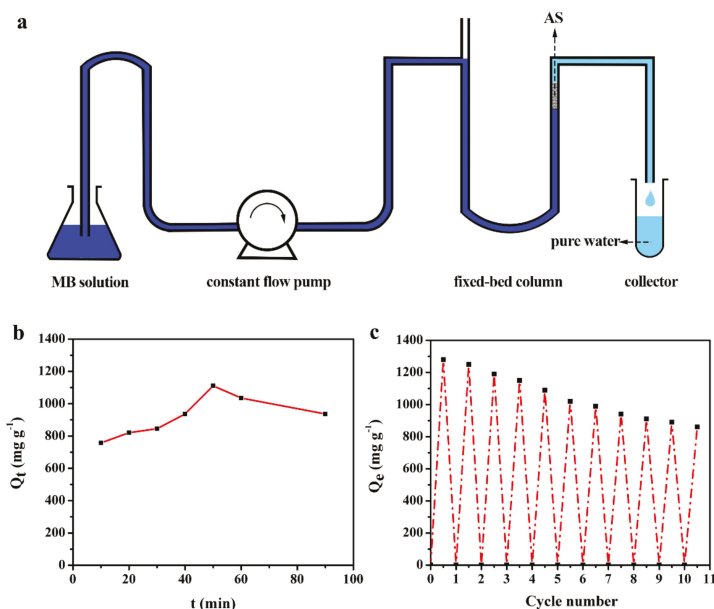 a
AS
pure water
MB solution
constant flow pump
fixed-bed column
collector
b
1400
1200
1000
800
600
400
200
0
Qt (mg g-1)
0 20 40 60 80 100
t (min)
c
1400
1200
1000
800
600
400
200
0
Qe (mg g-1)
0 1 2 3 4 5 6 7 8 9 10 11
Cycle number